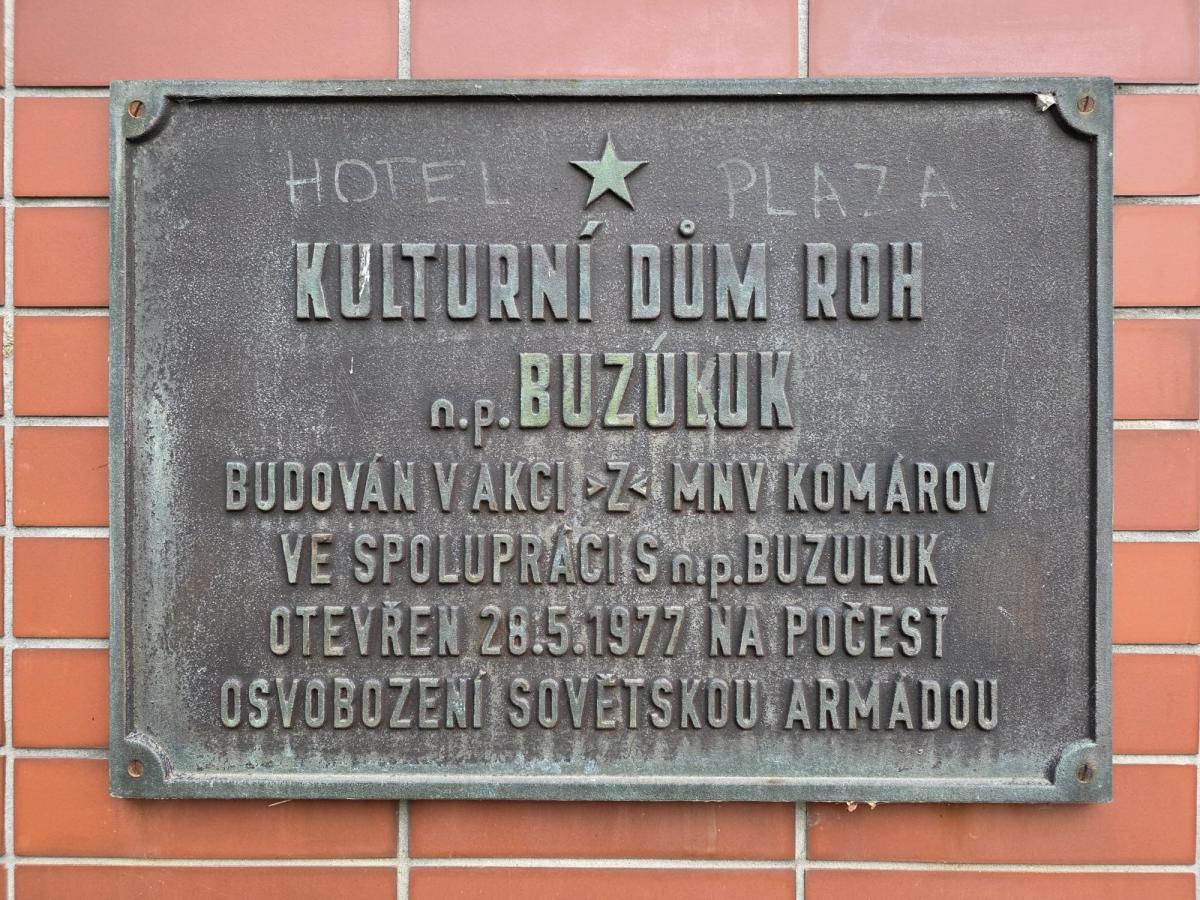 HOTEL PLAZA
KULTURNÍ DŮM ROH
n.p. BUZÚLUK
BUDOVÁN V AKCI >Z< MNV KOMÁROV
VE SPOLUPRÁCI S n.p. BUZULUK
OTEVŘEN 28.5.1977 NA POČEST
OSVOBOZENÍ SOVĚTSKOU ARMÁDOU